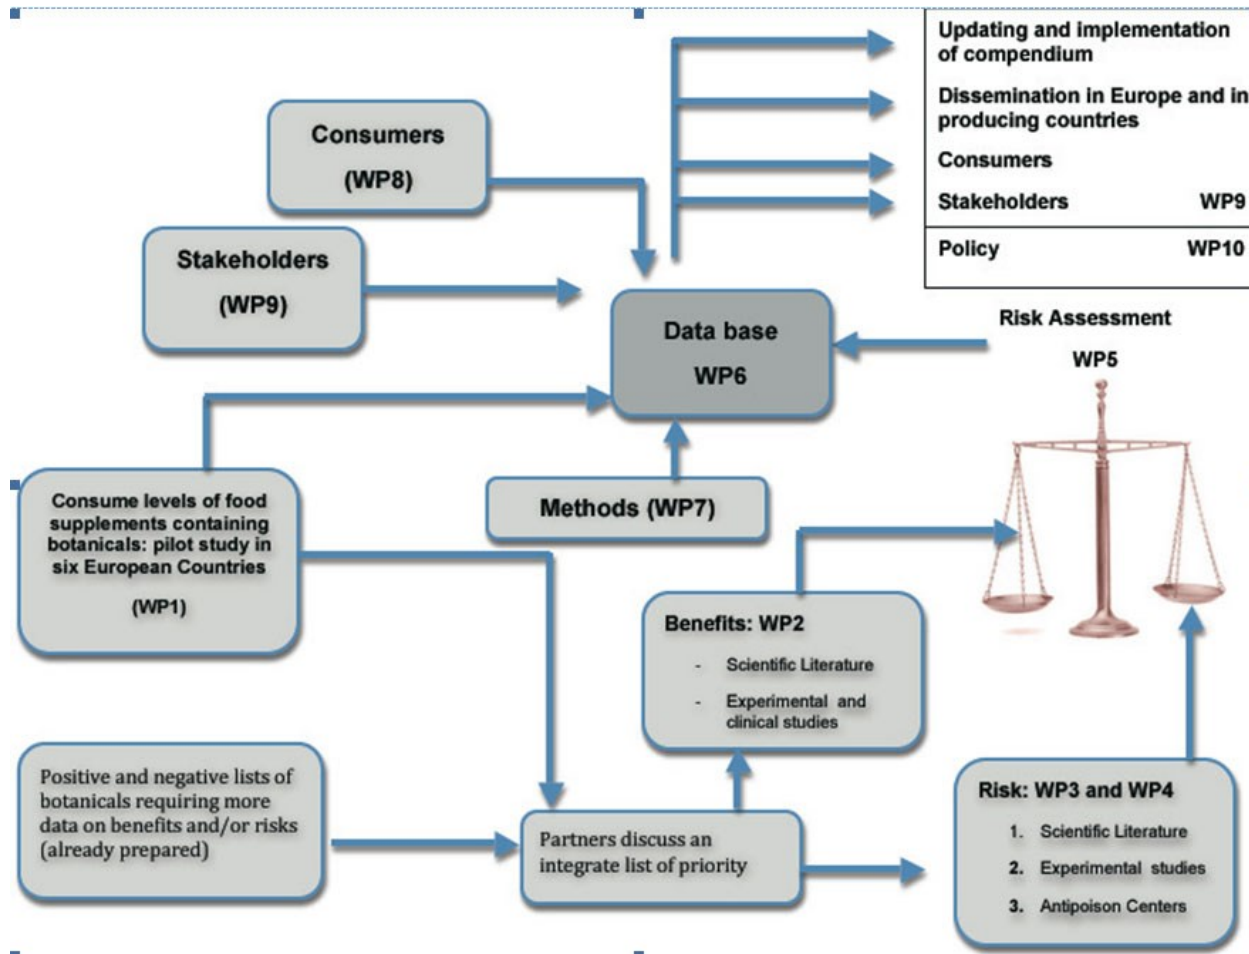 Updating and implementation
of compendium
Dissemination in Europe and in
producing countries
Consumers
Stakeholders WP9
Policy WP10
Consumers
(WP8)
Stakeholders
(WP9)
Data base
WP6
Risk Assessment
WP5
Consume levels of food
supplements containing
botanicals: pilot study in
six European Countries
(WP1)
Methods (WP7)
Benefits: WP2
- Scientific Literature
- Experimental and
clinical studies
Positive and negative lists of
botanicals requiring more
data on benefits and/or risks
(already prepared)
Partners discuss an
integrate list of priority
Risk: WP3 and WP4
1. Scientific Literature
2. Experimental studies
3. Antipoison Centers